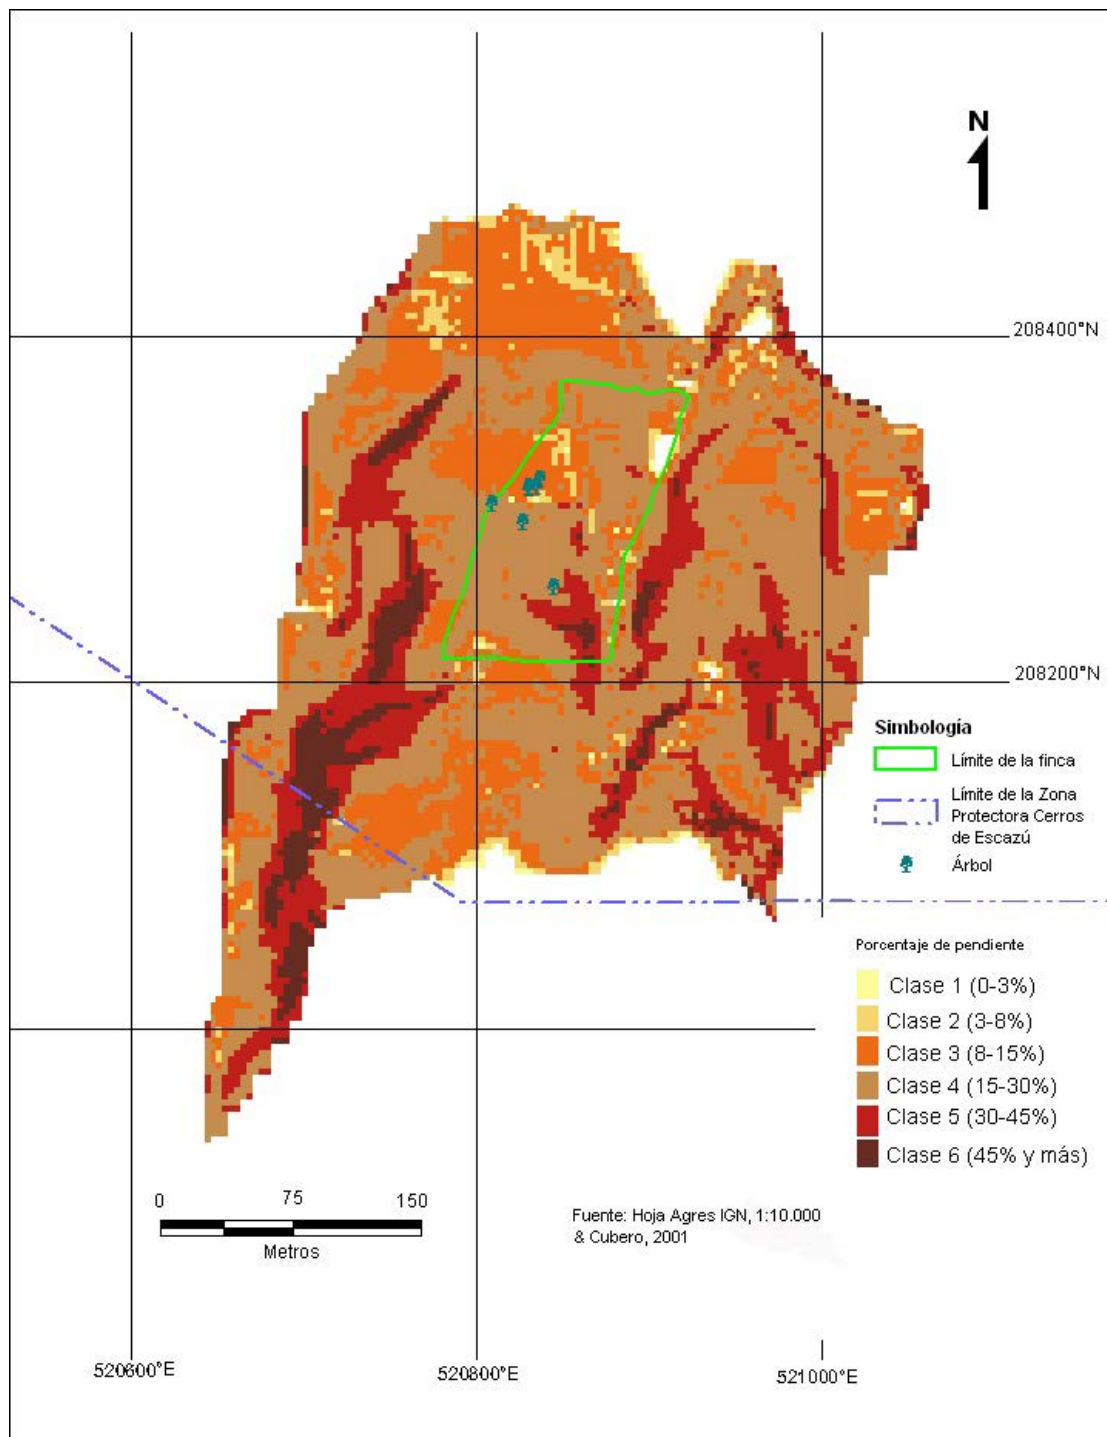 N
208400°N
208200°N
Simbología
Límite de la finca
Límite de la Zona
Protectora Cerros
de Escazú
Árbol
Porcentaje de pendiente
Clase 1 (0-3%)
Clase 2 (3-8%)
Clase 3 (8-15%)
Clase 4 (15-30%)
Clase 5 (30-45%)
Clase 6 (45% y más)
0 75 150
Metros
Fuente: Hoja Agres IGN, 1:10.000
& Cubero, 2001
520600°E 520800°E 521000°E